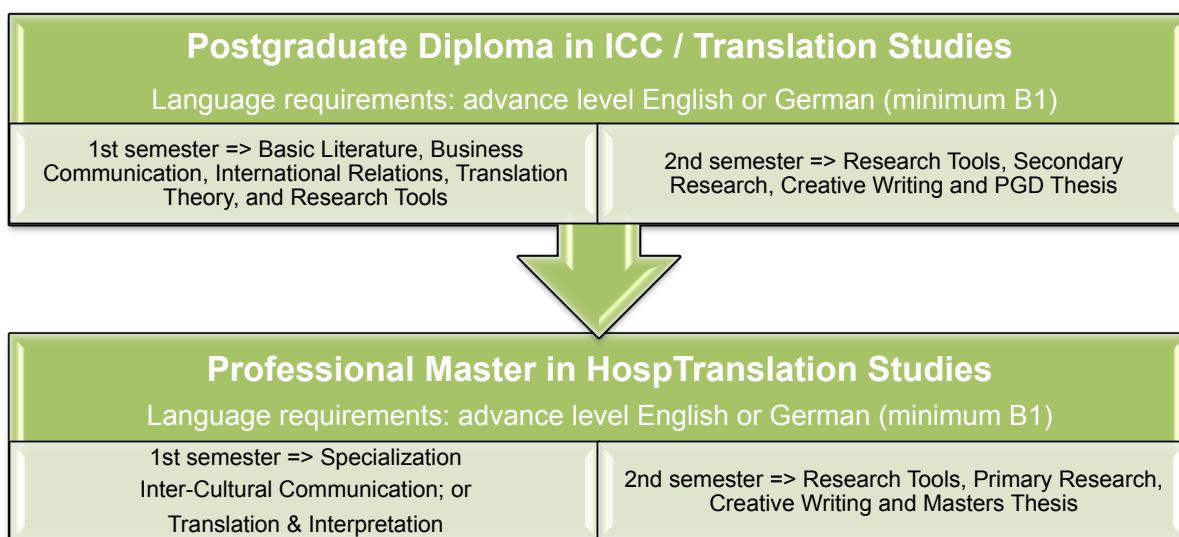 Postgraduate Diploma in ICC / Translation Studies
Language requirements: advance level English or German (minimum B1)
1st semester => Basic Literature, Business
Communication, International Relations, Translation
Theory, and Research Tools
2nd semester => Research Tools, Secondary
Research, Creative Writing and PGD Thesis
Professional Master in HospTranslation Studies
Language requirements: advance level English or German (minimum B1)
1st semester => Specialization
Inter-Cultural Communication; or
Translation & Interpretation
2nd semester => Research Tools, Primary Research,
Creative Writing and Masters Thesis